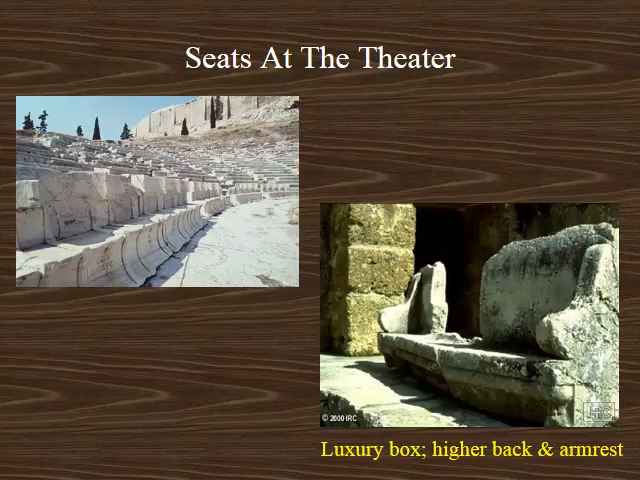 Seats At The Theater
© 2000 IRC
Luxury box; higher back & armrest